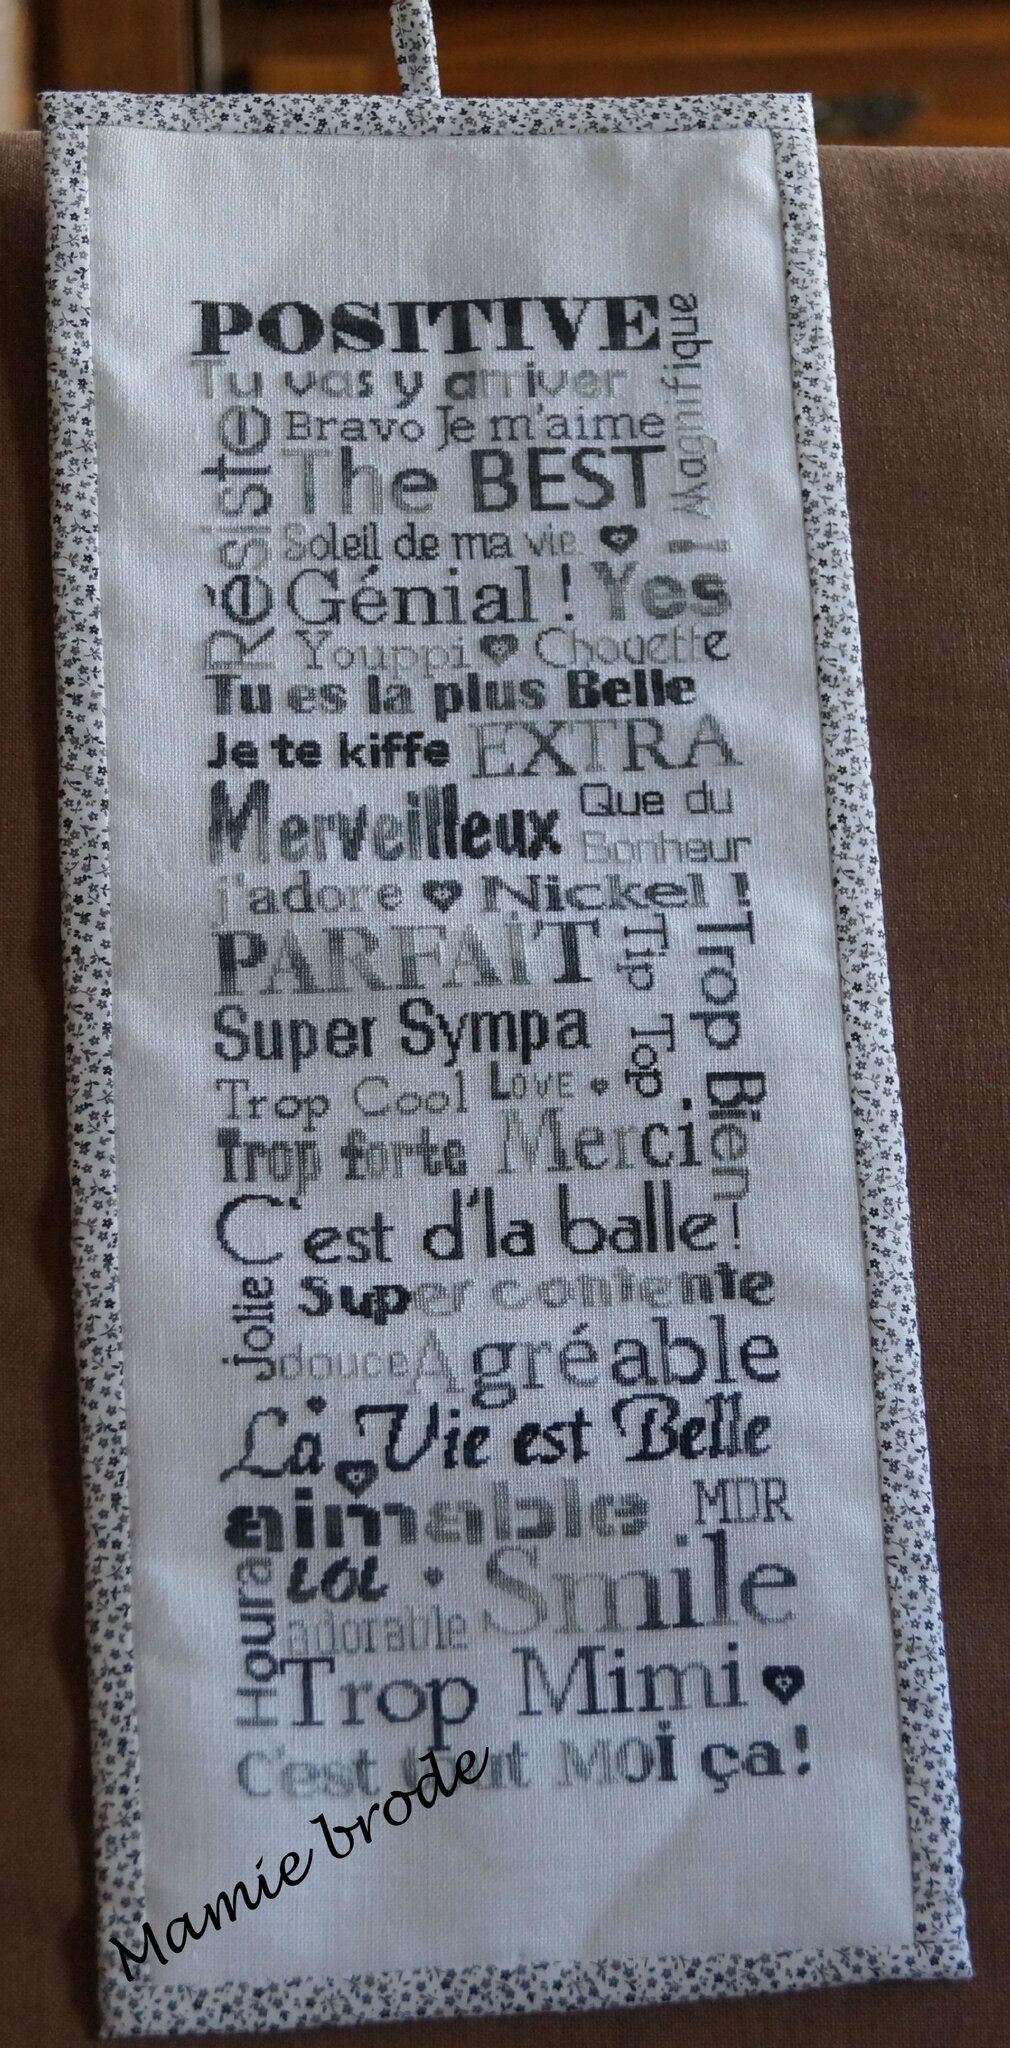 POSITIVE
Magnifique !
Tu vas y arriver
Résiste
Bravo Je m'aime
The BEST
Soleil de ma vie
Génial ! Yes
Youppi Chouette
Tu es la plus Belle
Je te kiffe EXTRA
Merveilleux Que du
Bonheur
j'adore Nickel !
PARFAIT
Tip Top
Trop Bien !
Super Sympa
Trop Cool LOVE
Trop forte Merci
C'est d'la balle!
Jolie
Super contente
douce Agréable
La Vie est Belle
aimable MDR
Houra
LOL Smile
adorable
Trop Mimi
C'est tout MOÏ ça!
Mamie brode